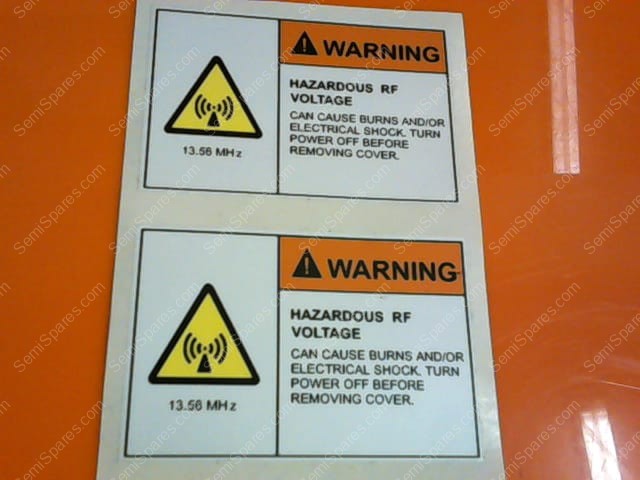 WARNING
HAZARDOUS RF
VOLTAGE
CAN CAUSE BURNS AND/OR
ELECTRICAL SHOCK. TURN
POWER OFF BEFORE
REMOVING COVER.
13.56 MHz
WARNING
HAZARDOUS RF
VOLTAGE
CAN CAUSE BURNS AND/OR
ELECTRICAL SHOCK. TURN
POWER OFF BEFORE
REMOVING COVER.
13.56 MHz
SemiSpares.com